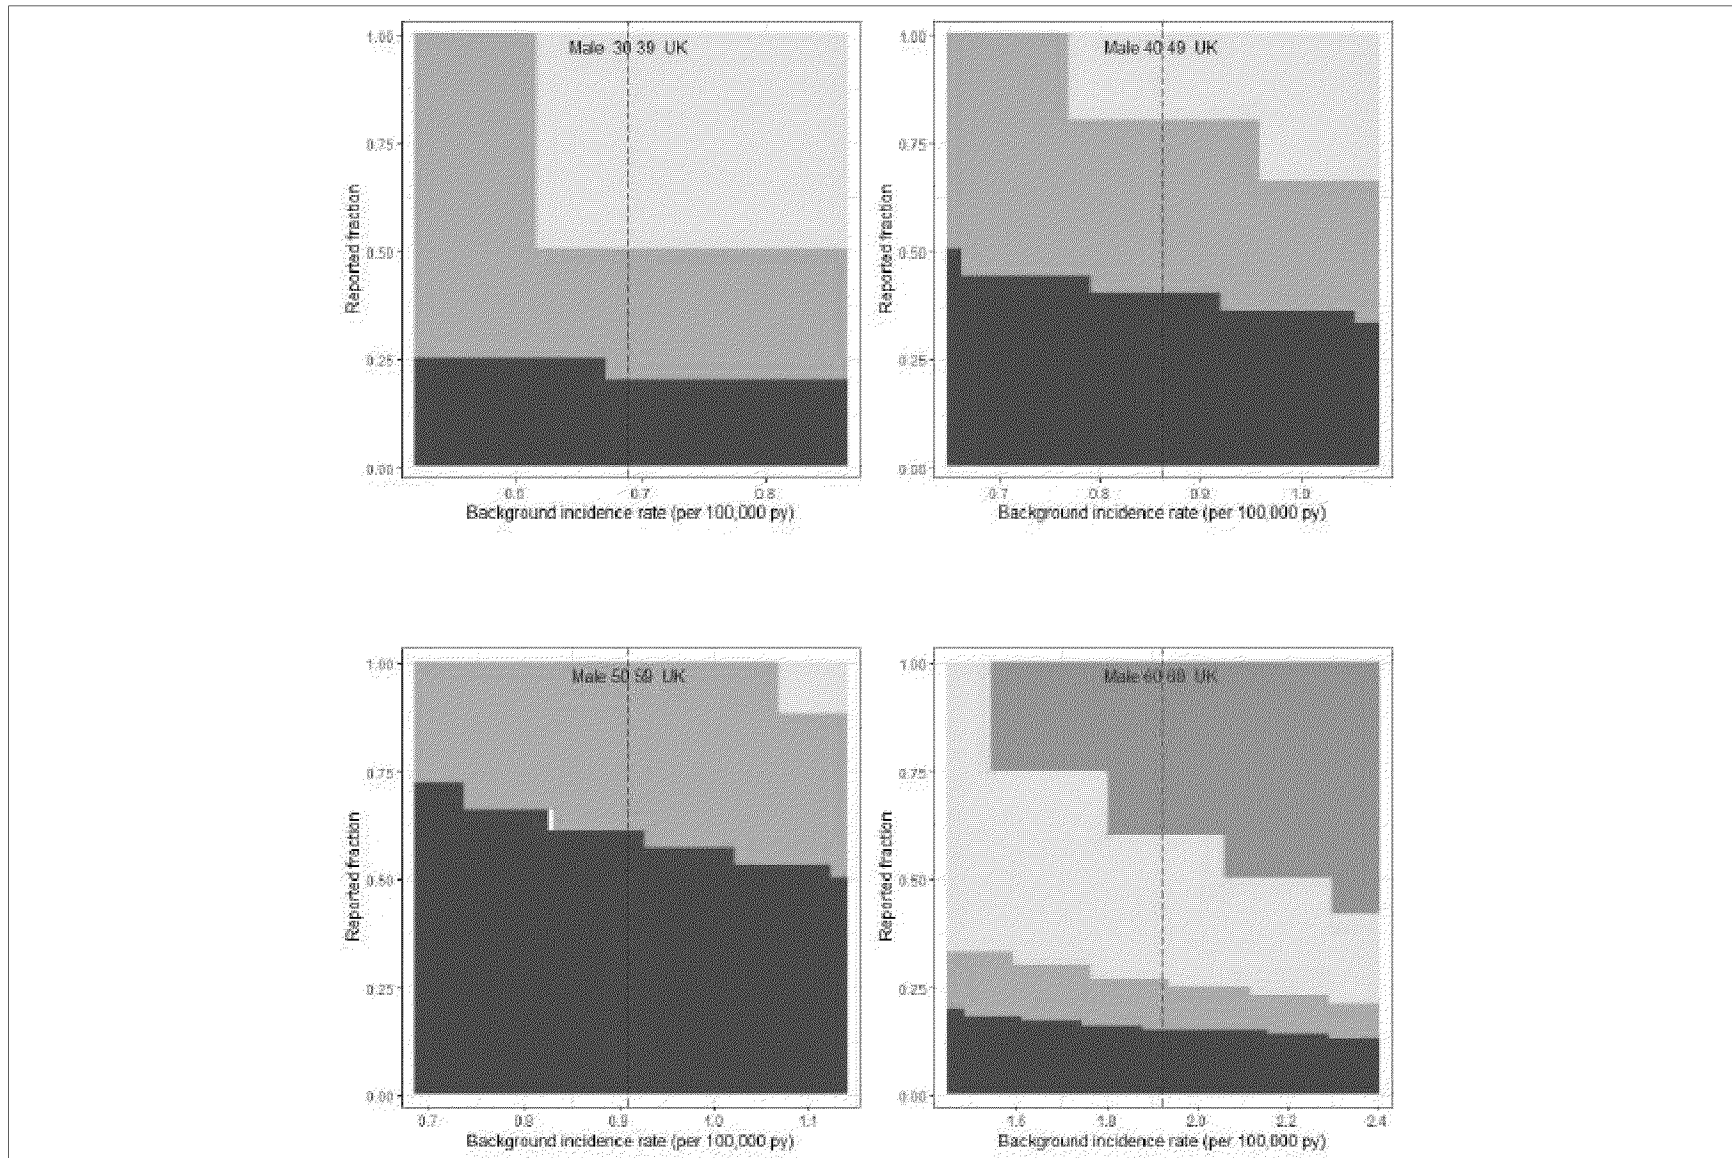 Male 30 39 UK
1.00
0.75
0.50
0.25
0.00
Reported fraction
0.6 0.7 0.8
Background incidence rate (per 100,000 py)
Male 40 49 UK
1.00
0.75
0.50
0.25
0.00
Reported fraction
0.7 0.8 0.9 1.0
Background incidence rate (per 100,000 py)
Male 50 59 UK
1.00
0.75
0.50
0.25
0.00
Reported fraction
0.7 0.8 0.9 1.0 1.1
Background incidence rate (per 100,000 py)
Male 60 69 UK
1.00
0.75
0.50
0.25
0.00
Reported fraction
1.6 1.8 2.0 2.2 2.4
Background incidence rate (per 100,000 py)